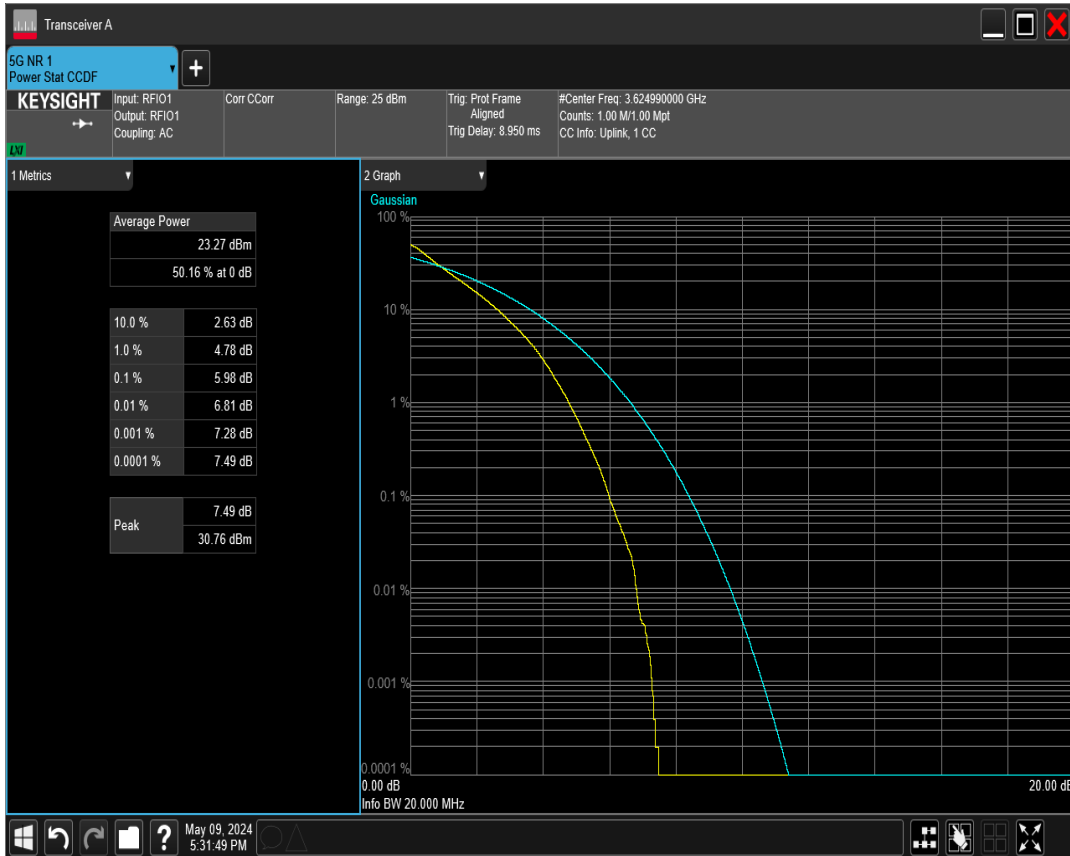 Transceiver A
5G NR 1
Power Stat CCDF
KEYSIGHT
Input: RFIO1
Output: RFIO1
Coupling: AC
Corr CCorr
Range: 25 dBm
Trig: Prot Frame
Aligned
Trig Delay: 8.950 ms
#Center Freq: 3.624990000 GHz
Counts: 1.00 M/1.00 Mpt
CC Info: Uplink, 1 CC
LXI
1 Metrics
Average Power
23.27 dBm
50.16 % at 0 dB
10.0 % 2.63 dB
1.0 % 4.78 dB
0.1 % 5.98 dB
0.01 % 6.81 dB
0.001 % 7.28 dB
0.0001 % 7.49 dB
Peak
7.49 dB
30.76 dBm
2 Graph
Gaussian
100 %
10 %
1 %
0.1 %
0.01 %
0.001 %
0.0001 %
0.00 dB 20.00 dB
Info BW 20.000 MHz
?
May 09, 2024
5:31:49 PM